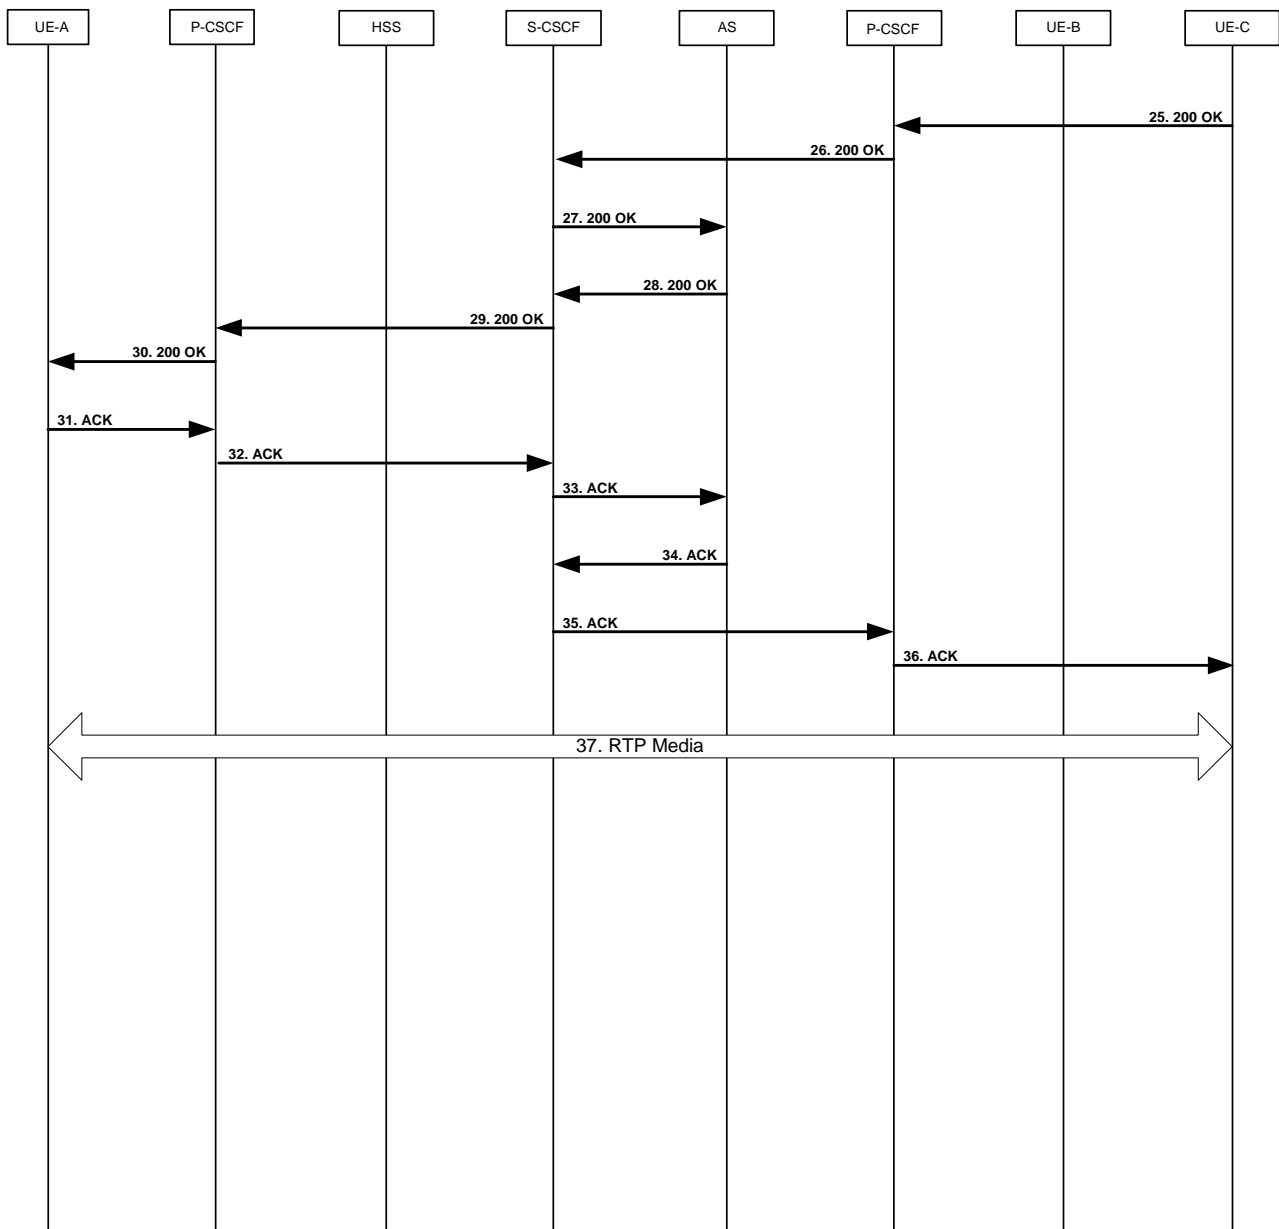 UE-A
P-CSCF
HSS
S-CSCF
AS
P-CSCF
UE-B
UE-C
25. 200 OK
26. 200 OK
27. 200 OK
28. 200 OK
29. 200 OK
30. 200 OK
31. ACK
32. ACK
33. ACK
34. ACK
35. ACK
36. ACK
37. RTP Media